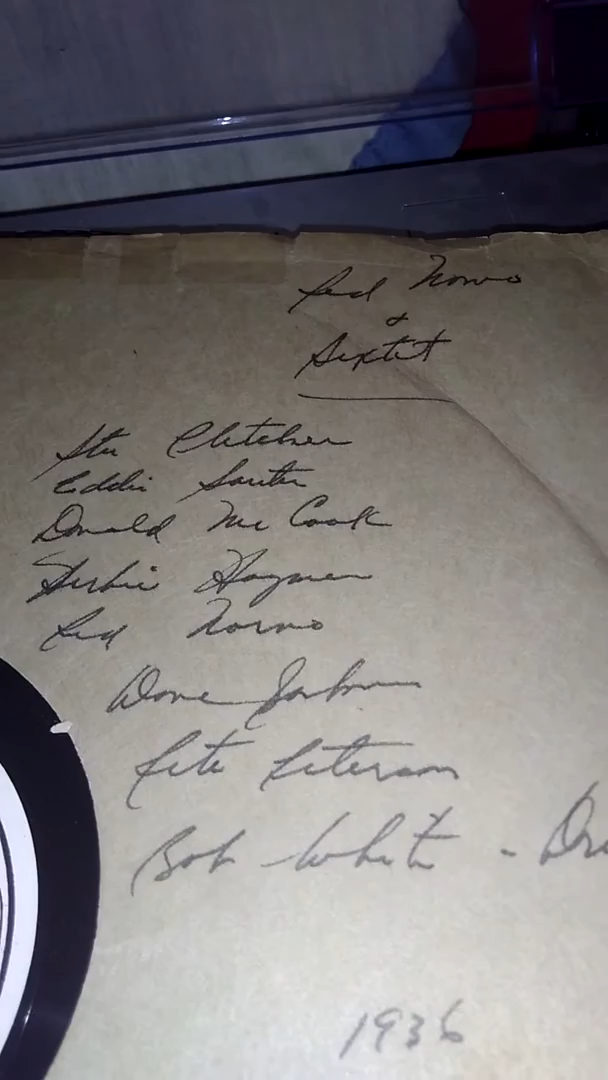 Red Norvo
&
Sextet
Stu Pletcher
Eddie Sauter
Donald McCook
Herbie Haymer
Red Norvo
Dave Barbour
Pete Peterson
Bob White - Dru
1936